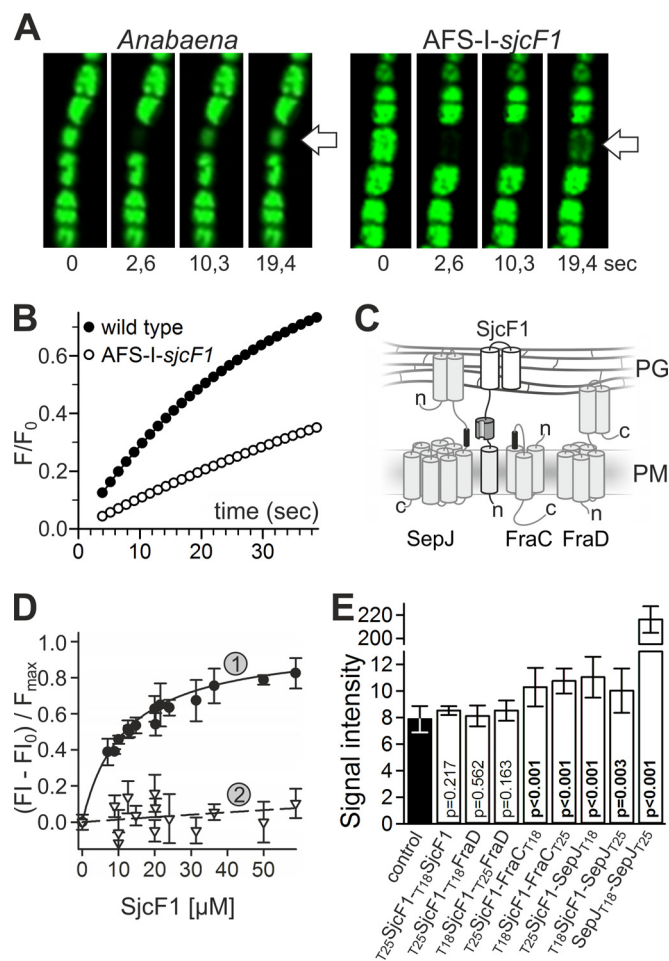 A
Anabaena
AFS-I-sjcF1
0 2,6 10,3 19,4
0 2,6 10,3 19,4 sec
B
wild type
AFS-I-sjcF1
F/F0
0.6
0.4
0.2
0.0
0 10 20 30
time (sec)
C
SjcF1
PG
n
c
n
PM
c
n
c
n
SepJ
FraC
FraD
D
(FI - FI0) / Fmax
1.0
0.8
0.6
0.4
0.2
0.0
1
2
0 10 20 30 40 50 60
SjcF1 [µM]
E
Signal intensity
220
200
12
10
8
6
4
2
0
p=0.217
p=0.562
p=0.163
p<0.001
p<0.001
p<0.001
p=0.003
p<0.001
control
T25SjcF1-T18SjcF1
T25SjcF1-T18FraD
T18SjcF1-T25FraD
T25SjcF1-FraCT18
T18SjcF1-FraCT25
T25SjcF1-SepJT18
T18SjcF1-SepJT25
SepJT18-SepJT25